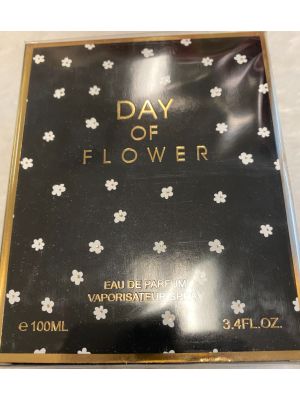 DAY
OF
FLOWER
EAU DE PARFUM
VAPORISATEUR SPRAY
℮ 100ML
3.4FL.OZ.